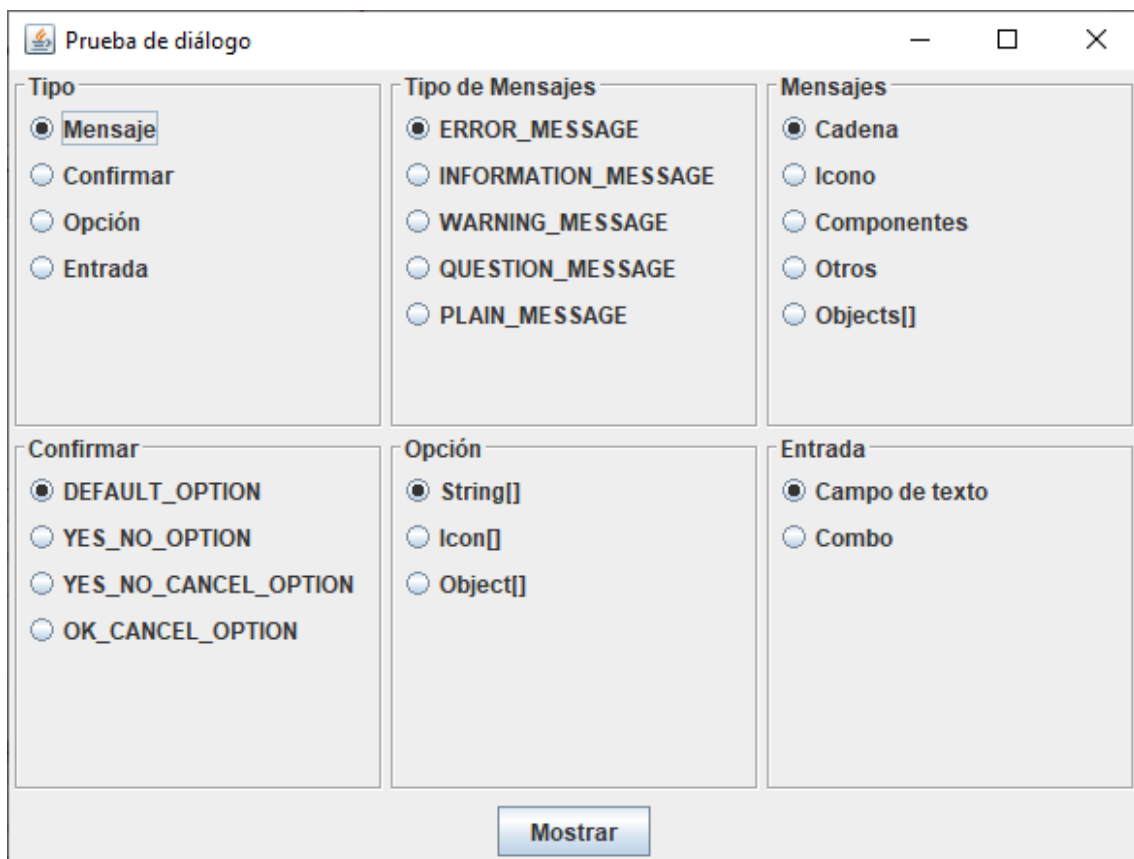 Prueba de diálogo
Tipo
Mensaje
Confirmar
Opción
Entrada
Tipo de Mensajes
ERROR_MESSAGE
INFORMATION_MESSAGE
WARNING_MESSAGE
QUESTION_MESSAGE
PLAIN_MESSAGE
Mensajes
Cadena
Icono
Componentes
Otros
Objects[]
Confirmar
DEFAULT_OPTION
YES_NO_OPTION
YES_NO_CANCEL_OPTION
OK_CANCEL_OPTION
Opción
String[]
Icon[]
Object[]
Entrada
Campo de texto
Combo
Mostrar